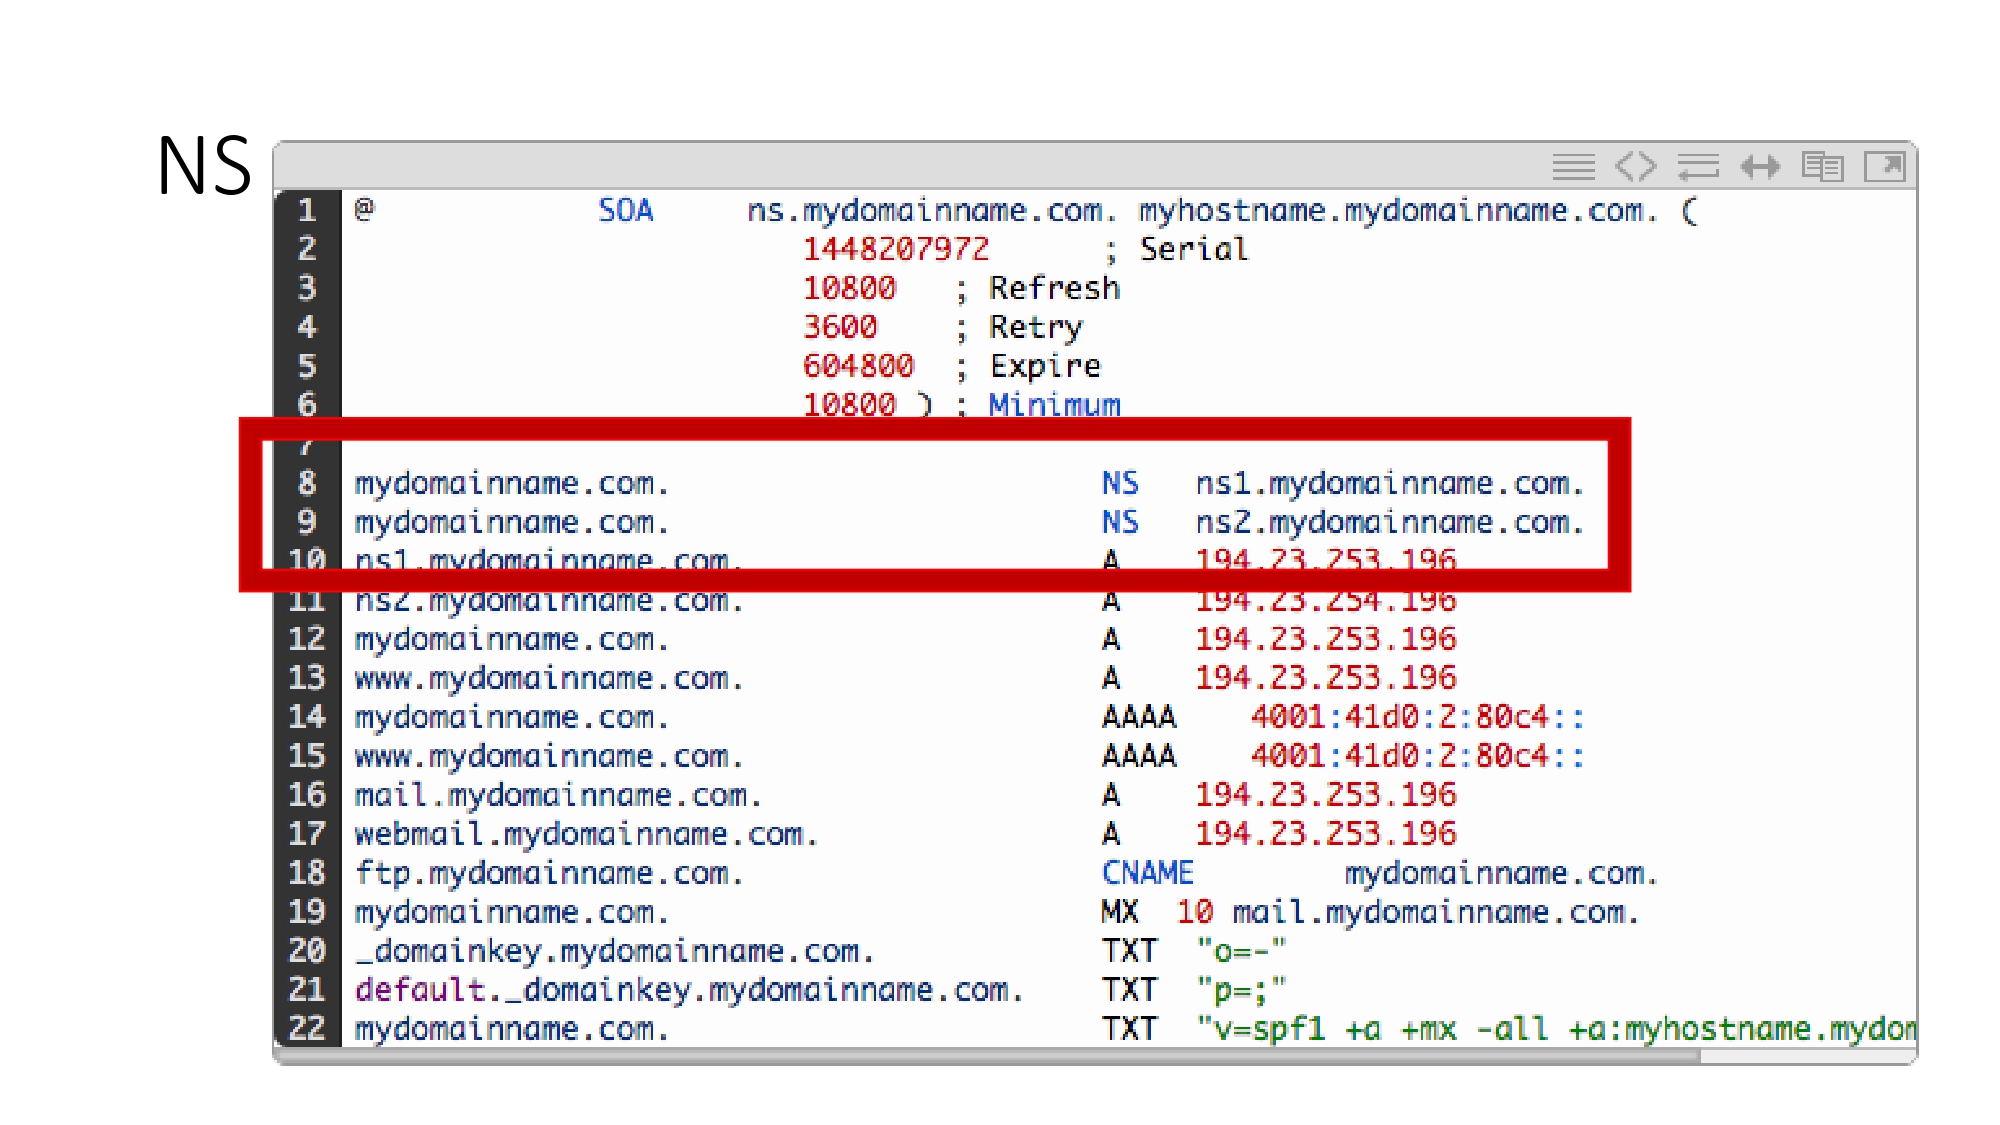 NS
1 @ SOA ns.mydomainname.com. myhostname.mydomainname.com. (
2 1448207972 ; Serial
3 10800 ; Refresh
4 3600 ; Retry
5 604800 ; Expire
6 10800 ) ; Minimum
7
8 mydomainname.com. NS ns1.mydomainname.com.
9 mydomainname.com. NS ns2.mydomainname.com.
10 ns1.mydomainname.com. A 194.23.253.196
11 ns2.mydomainname.com. A 194.23.254.196
12 mydomainname.com. A 194.23.253.196
13 www.mydomainname.com. A 194.23.253.196
14 mydomainname.com. AAAA 4001:41d0:2:80c4::
15 www.mydomainname.com. AAAA 4001:41d0:2:80c4::
16 mail.mydomainname.com. A 194.23.253.196
17 webmail.mydomainname.com. A 194.23.253.196
18 ftp.mydomainname.com. CNAME mydomainname.com.
19 mydomainname.com. MX 10 mail.mydomainname.com.
20 _domainkey.mydomainname.com. TXT "o=-"
21 default._domainkey.mydomainname.com. TXT "p=;"
22 mydomainname.com. TXT "v=spf1 +a +mx -all +a:myhostname.mydom